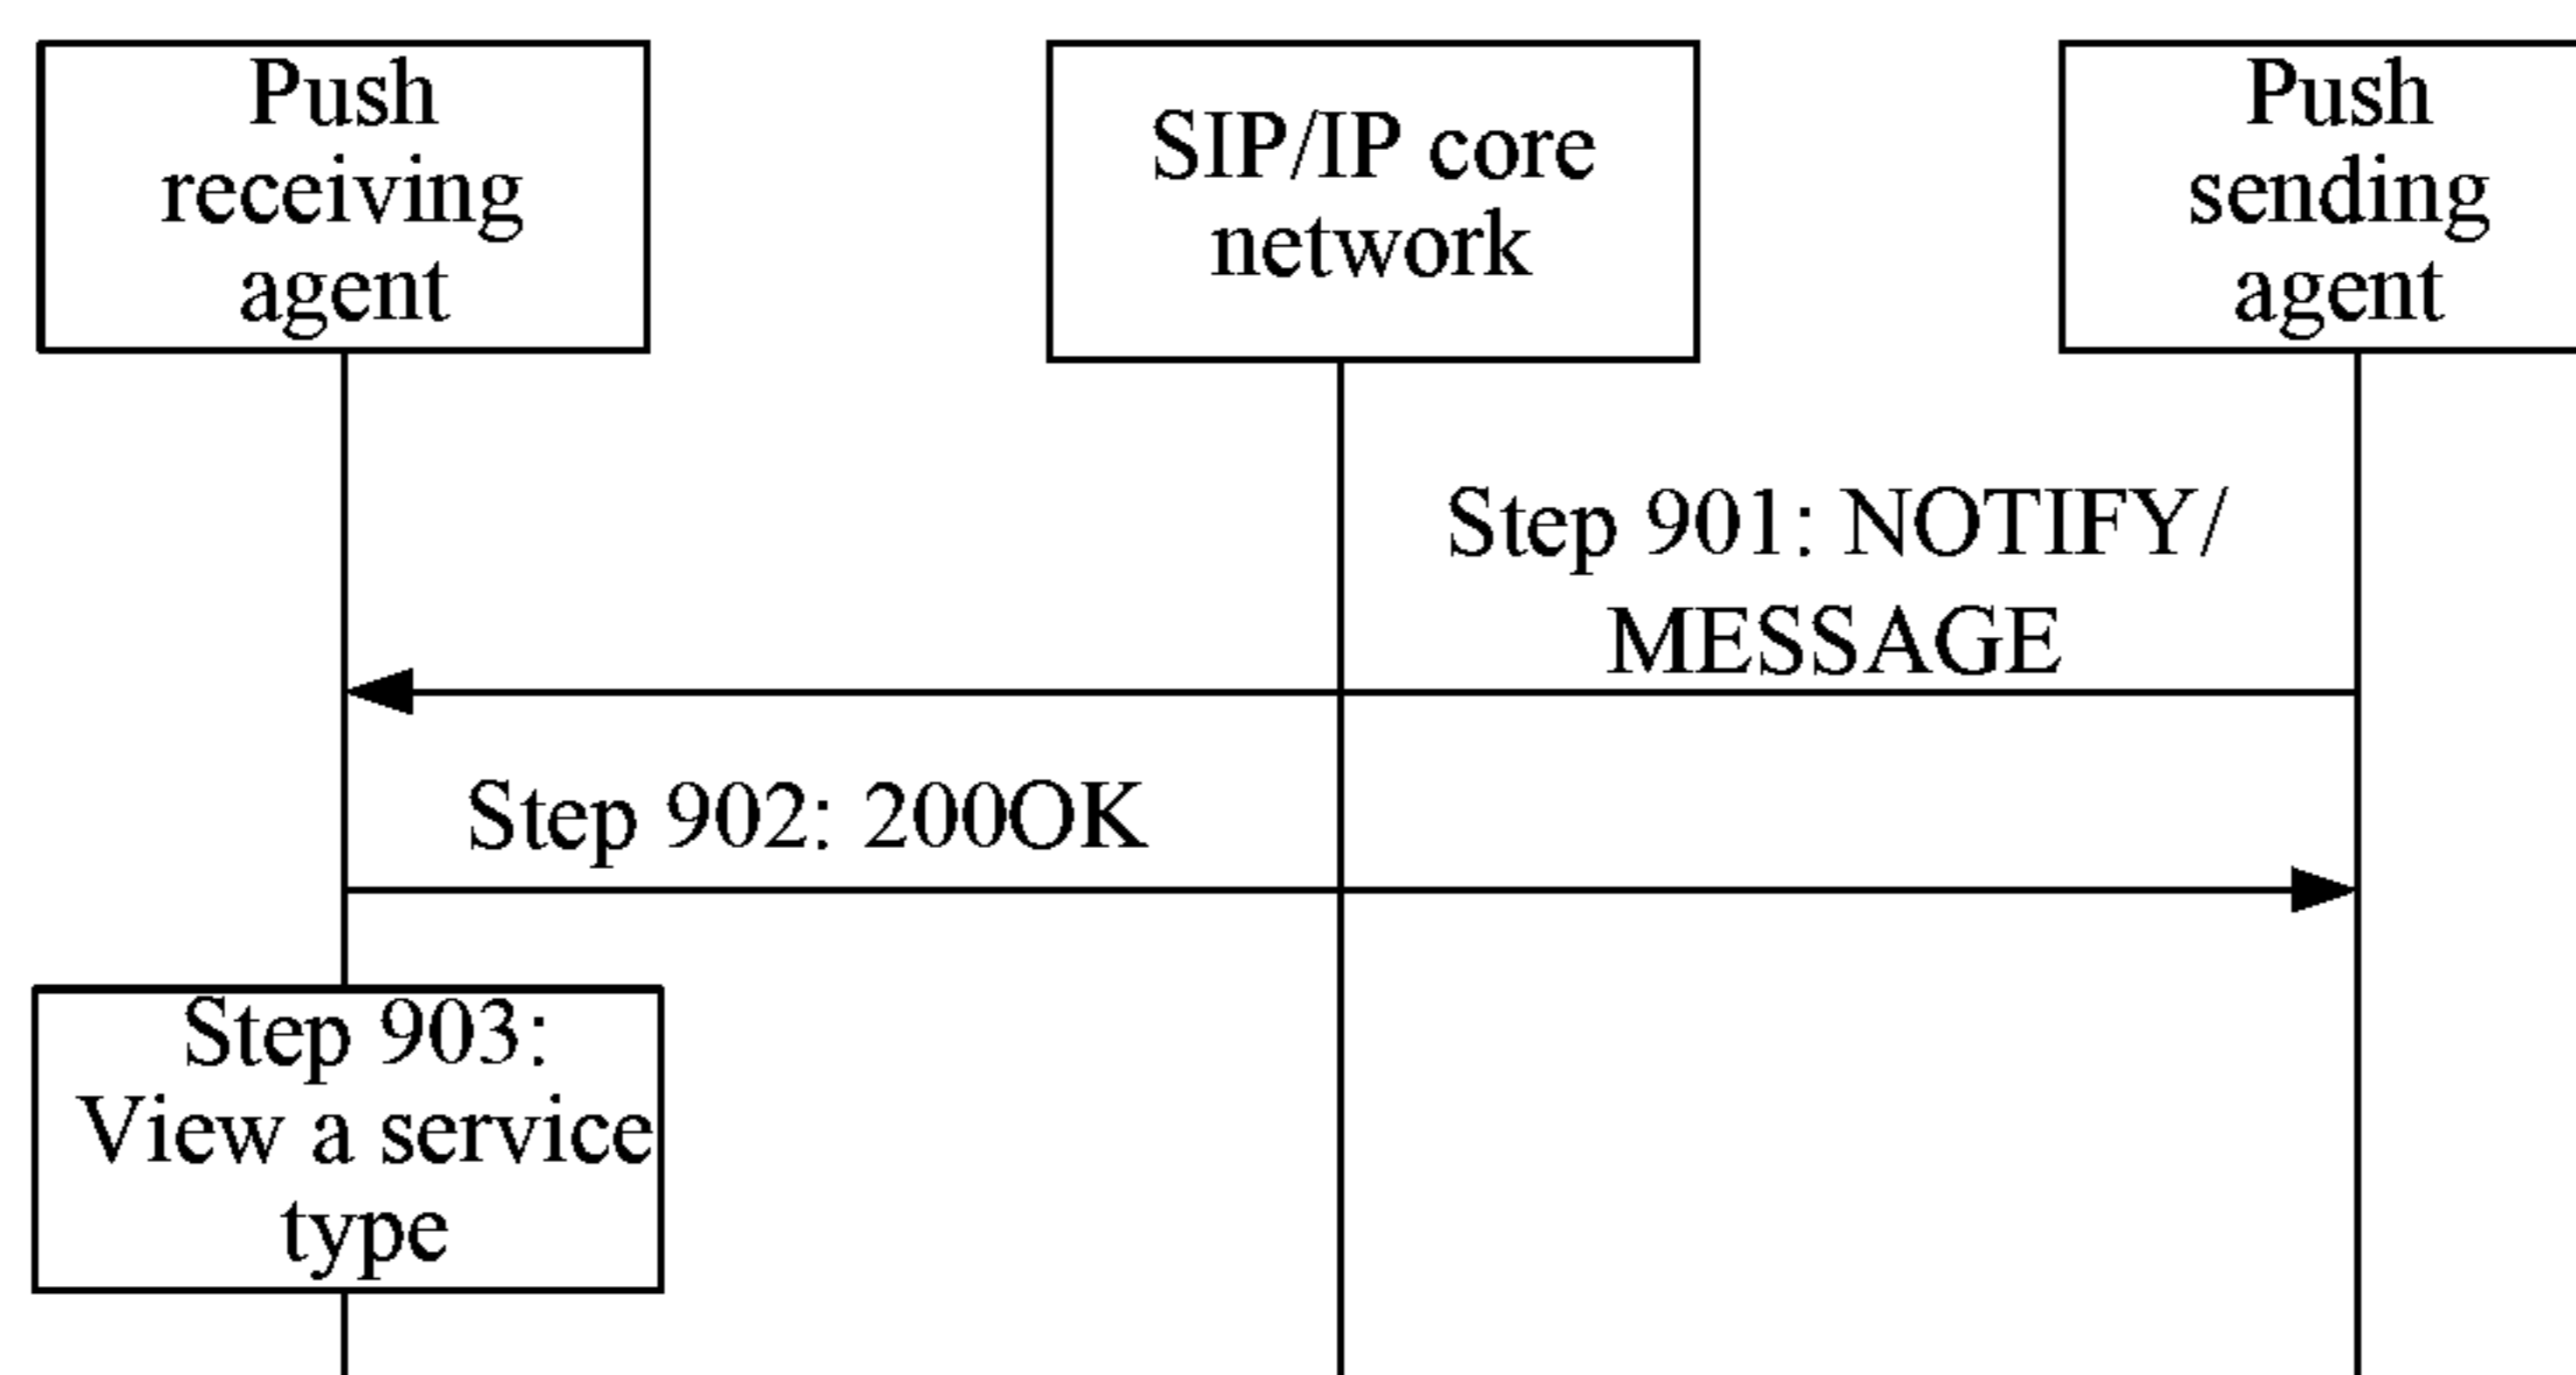 Push
receiving
agent
SIP/IP core
network
Push
sending
agent
Step 901: NOTIFY/
MESSAGE
Step 902: 200OK
Step 903:
View a service
type